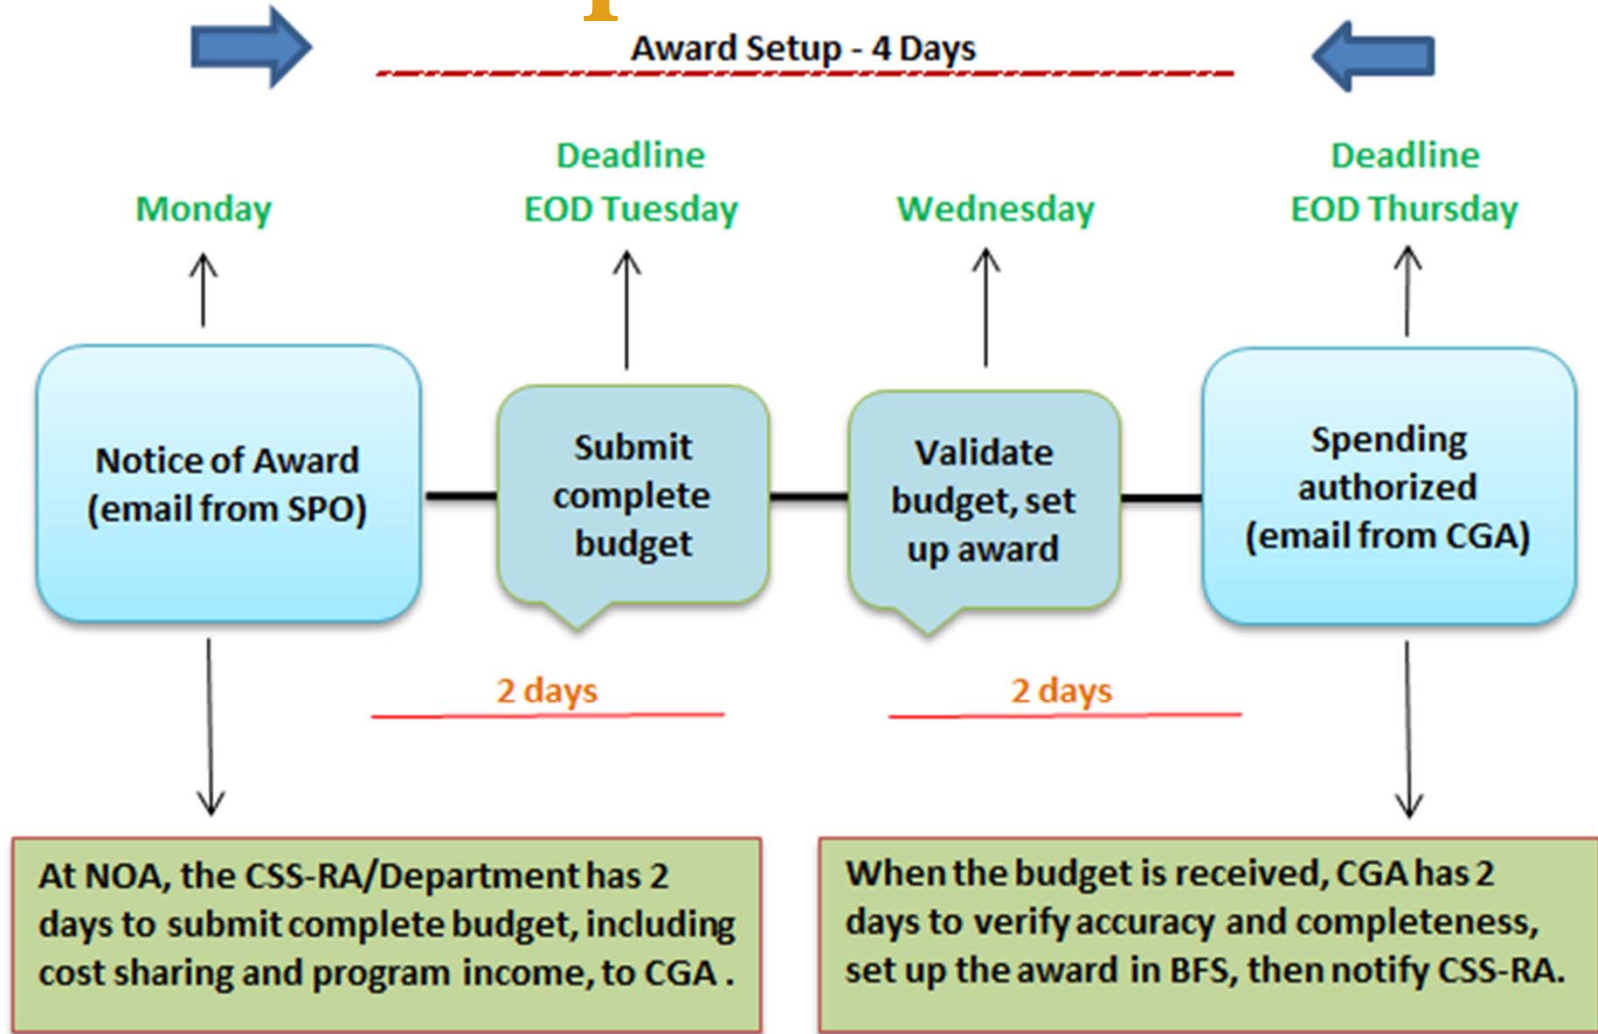 Award Setup - 4 Days
Deadline
Deadline
Monday
EOD Tuesday
Wednesday
EOD Thursday
Notice of Award
(email from SPO)
Submit
complete
budget
Validate
budget, set
up award
Spending
authorized
(email from CGA)
2 days
2 days
At NOA, the CSS-RA/Department has 2
days to submit complete budget, including
cost sharing and program income, to CGA .
When the budget is received, CGA has 2
days to verify accuracy and completeness,
set up the award in BFS, then notify CSS-RA.